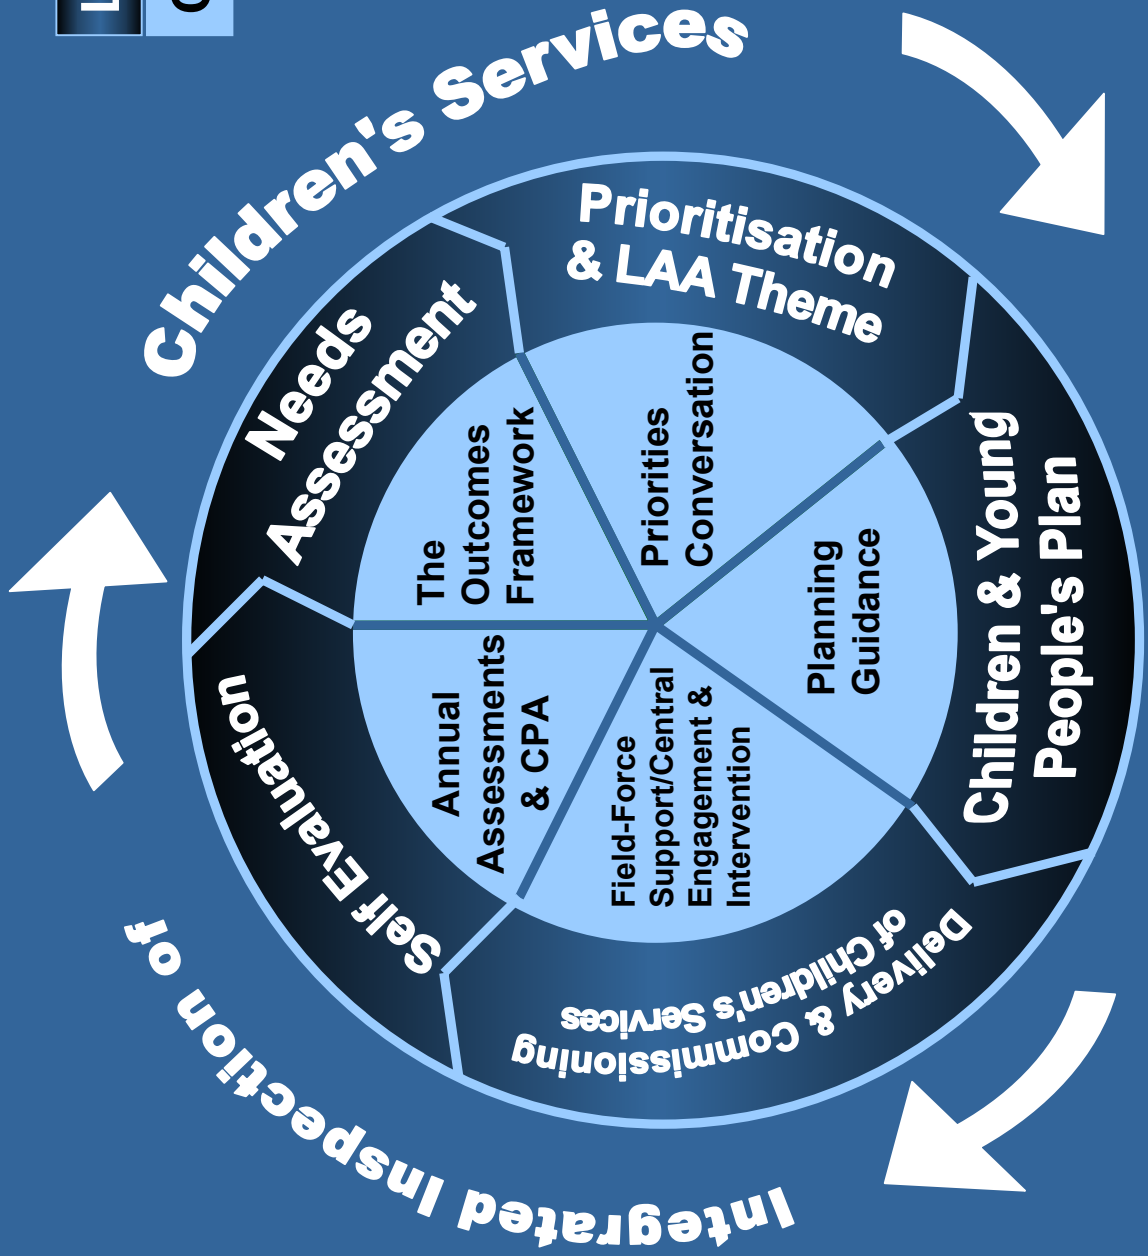 Integrated Inspection of
Children's Services
Needs
Assessment
Prioritisation
& LAA Theme
Children & Young
People's Plan
Delivery & Commissioning
of Children's Services
Self Evaluation
The
Outcomes
Framework
Priorities
Conversation
Planning
Guidance
Field-Force
Support/Central
Engagement &
Intervention
Annual
Assessments
& CPA